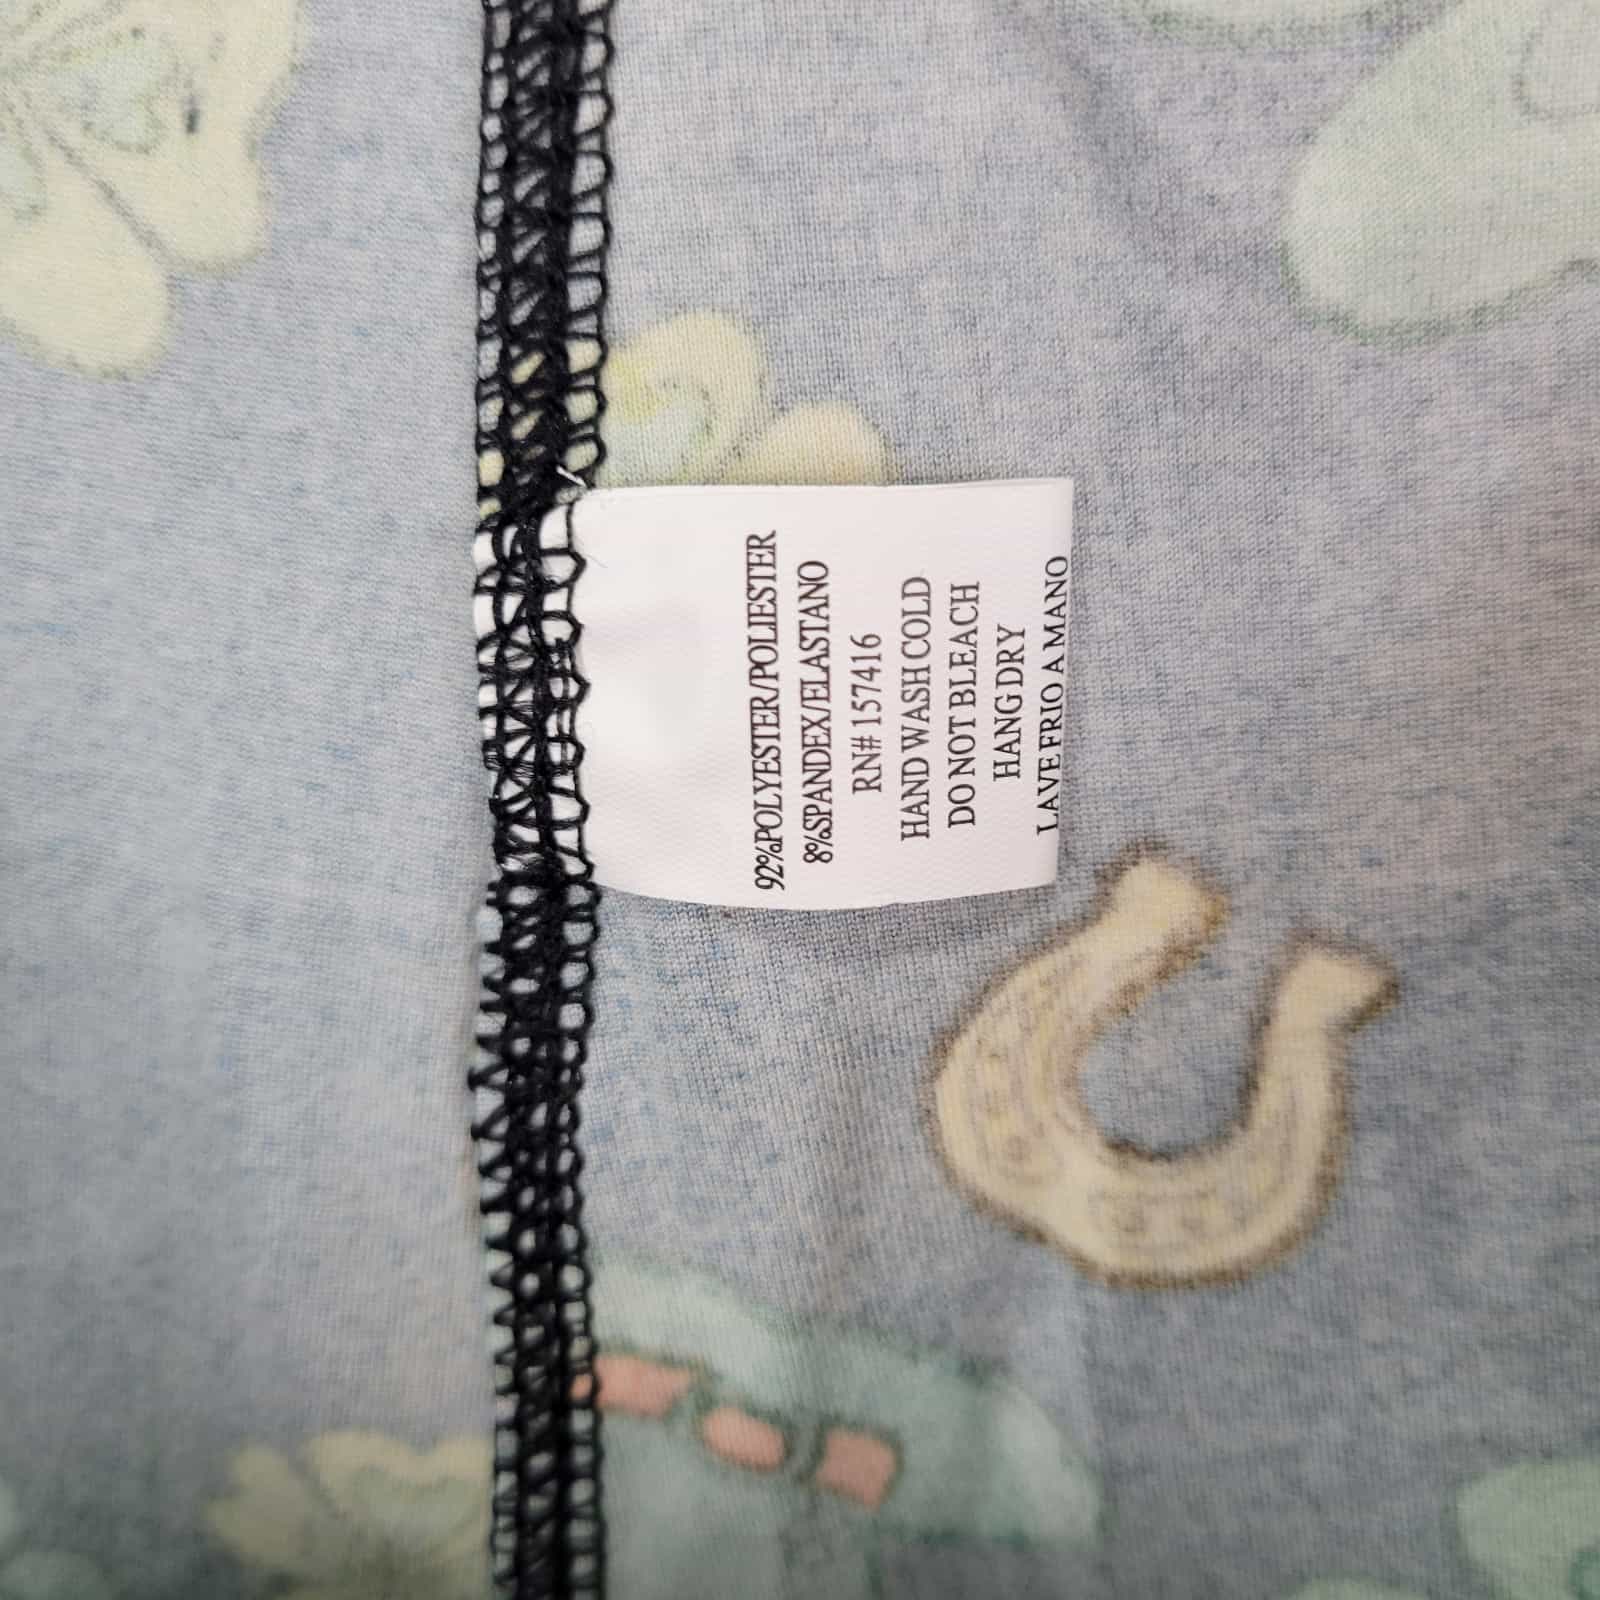 92%POLYESTER/POLIESTER
8%SPANDEX/ELASTANO
RN# 157416
HAND WASH COLD
DO NOT BLEACH
HANG DRY
LAVE FRIO A MANO